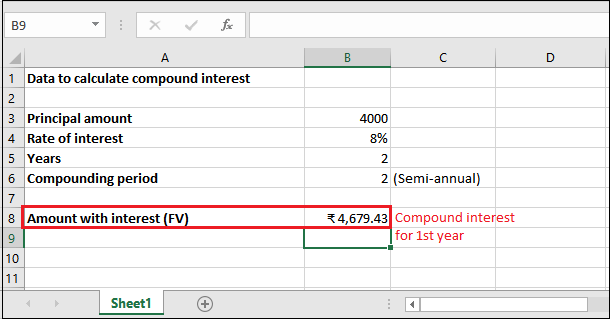 B9 fx
A B C D
1 Data to calculate compound interest
2
3 Principal amount 4000
4 Rate of interest 8%
5 Years 2
6 Compounding period 2 (Semi-annual)
7
8 Amount with interest (FV) ₹ 4,679.43 Compound interest
9 for 1st year
10
11
Sheet1